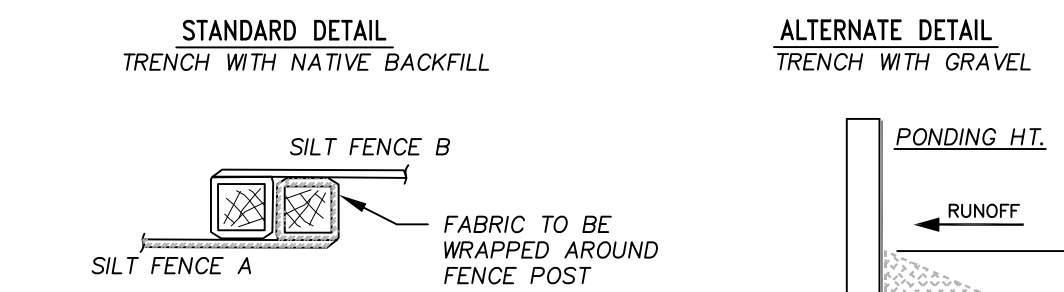 STANDARD DETAIL
TRENCH WITH NATIVE BACKFILL
ALTERNATE DETAIL
TRENCH WITH GRAVEL
SILT FENCE B
FABRIC TO BE
WRAPPED AROUND
FENCE POST
SILT FENCE A
PONDING HT.
RUNOFF